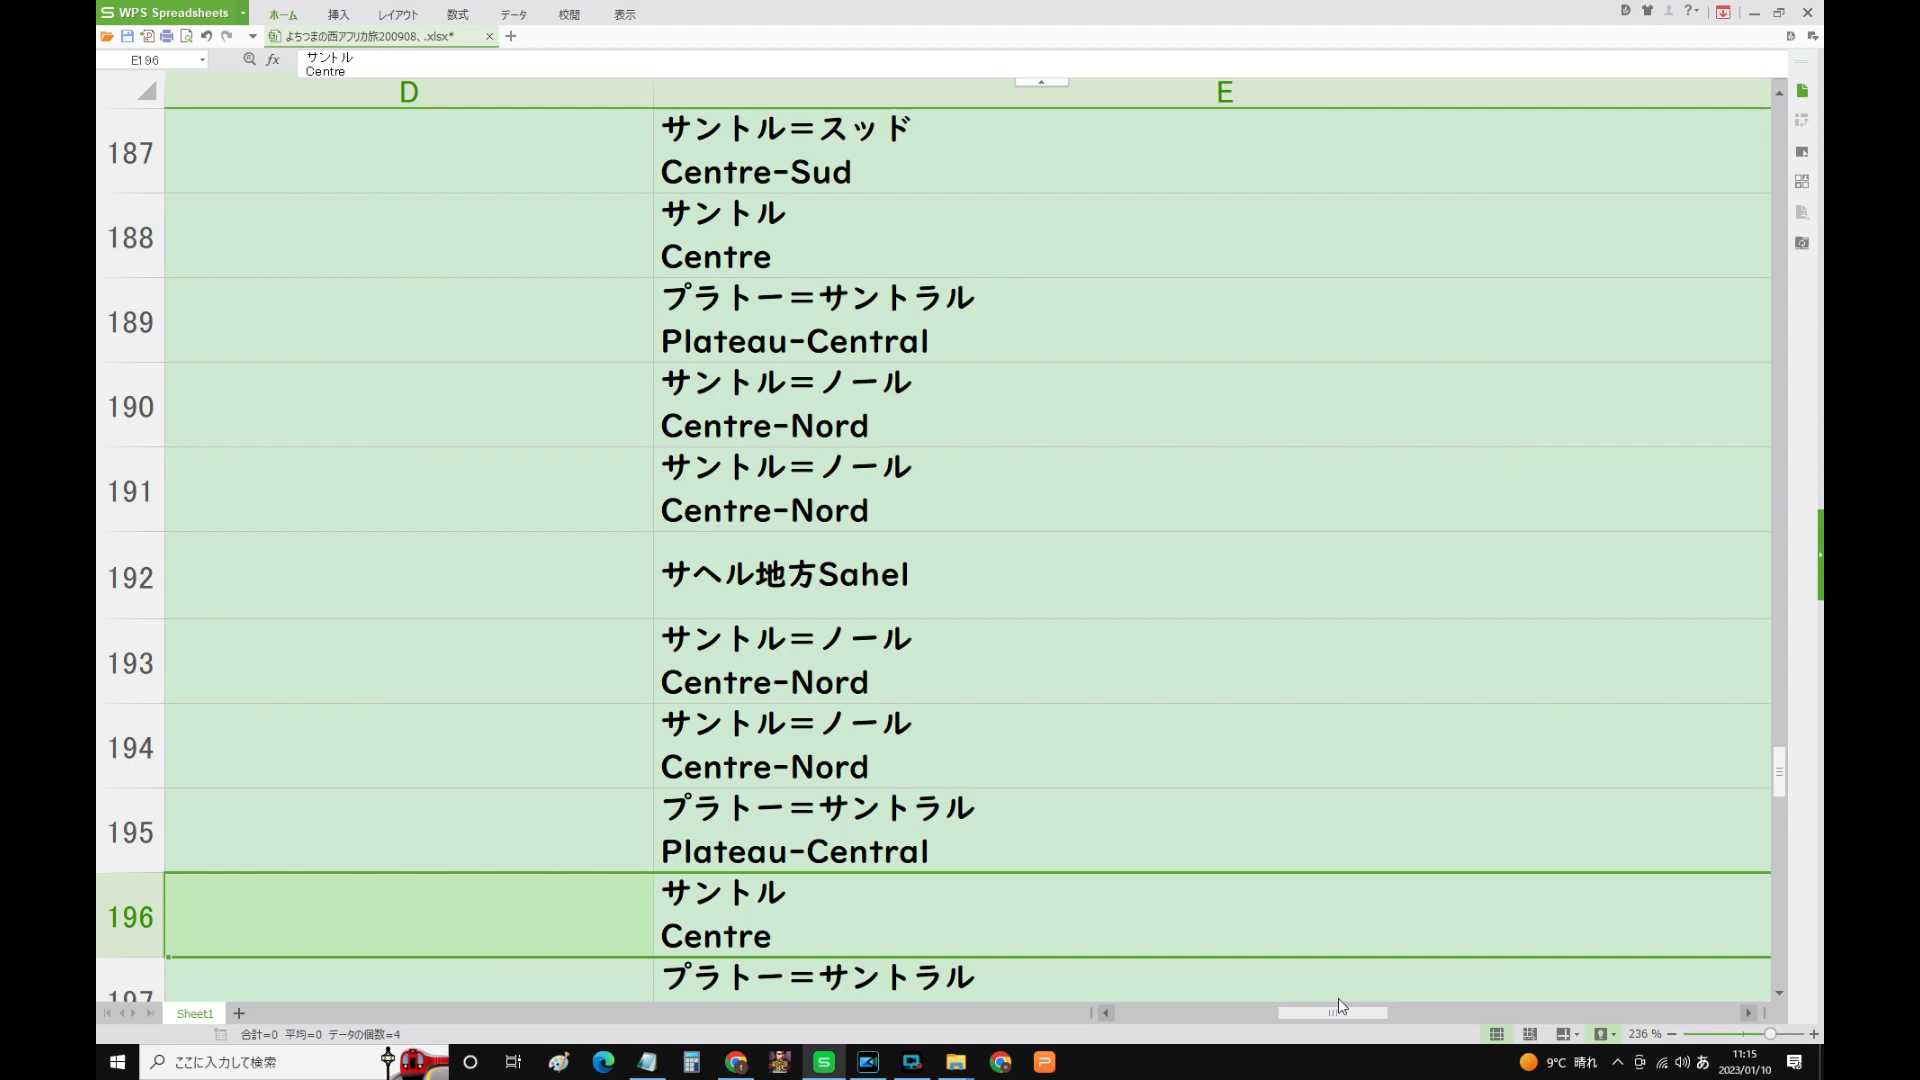 WPS Spreadsheets
ホーム 挿入 レイアウト 数式 データ 校閲 表示
よちつまの西アフリカ旅200908、.xlsx*
E196
fx
サントル
Centre
D E
187
サントル＝スッド
Centre-Sud
188
サントル
Centre
189
プラトー＝サントラル
Plateau-Central
190
サントル＝ノール
Centre-Nord
191
サントル＝ノール
Centre-Nord
192
サヘル地方Sahel
193
サントル＝ノール
Centre-Nord
194
サントル＝ノール
Centre-Nord
195
プラトー＝サントラル
Plateau-Central
196
サントル
Centre
197
プラトー＝サントラル
Sheet1
合計=0 平均=0 データの個数=4
236 %
ここに入力して検索
9°C 晴れ
あ
11:15
2023/01/10